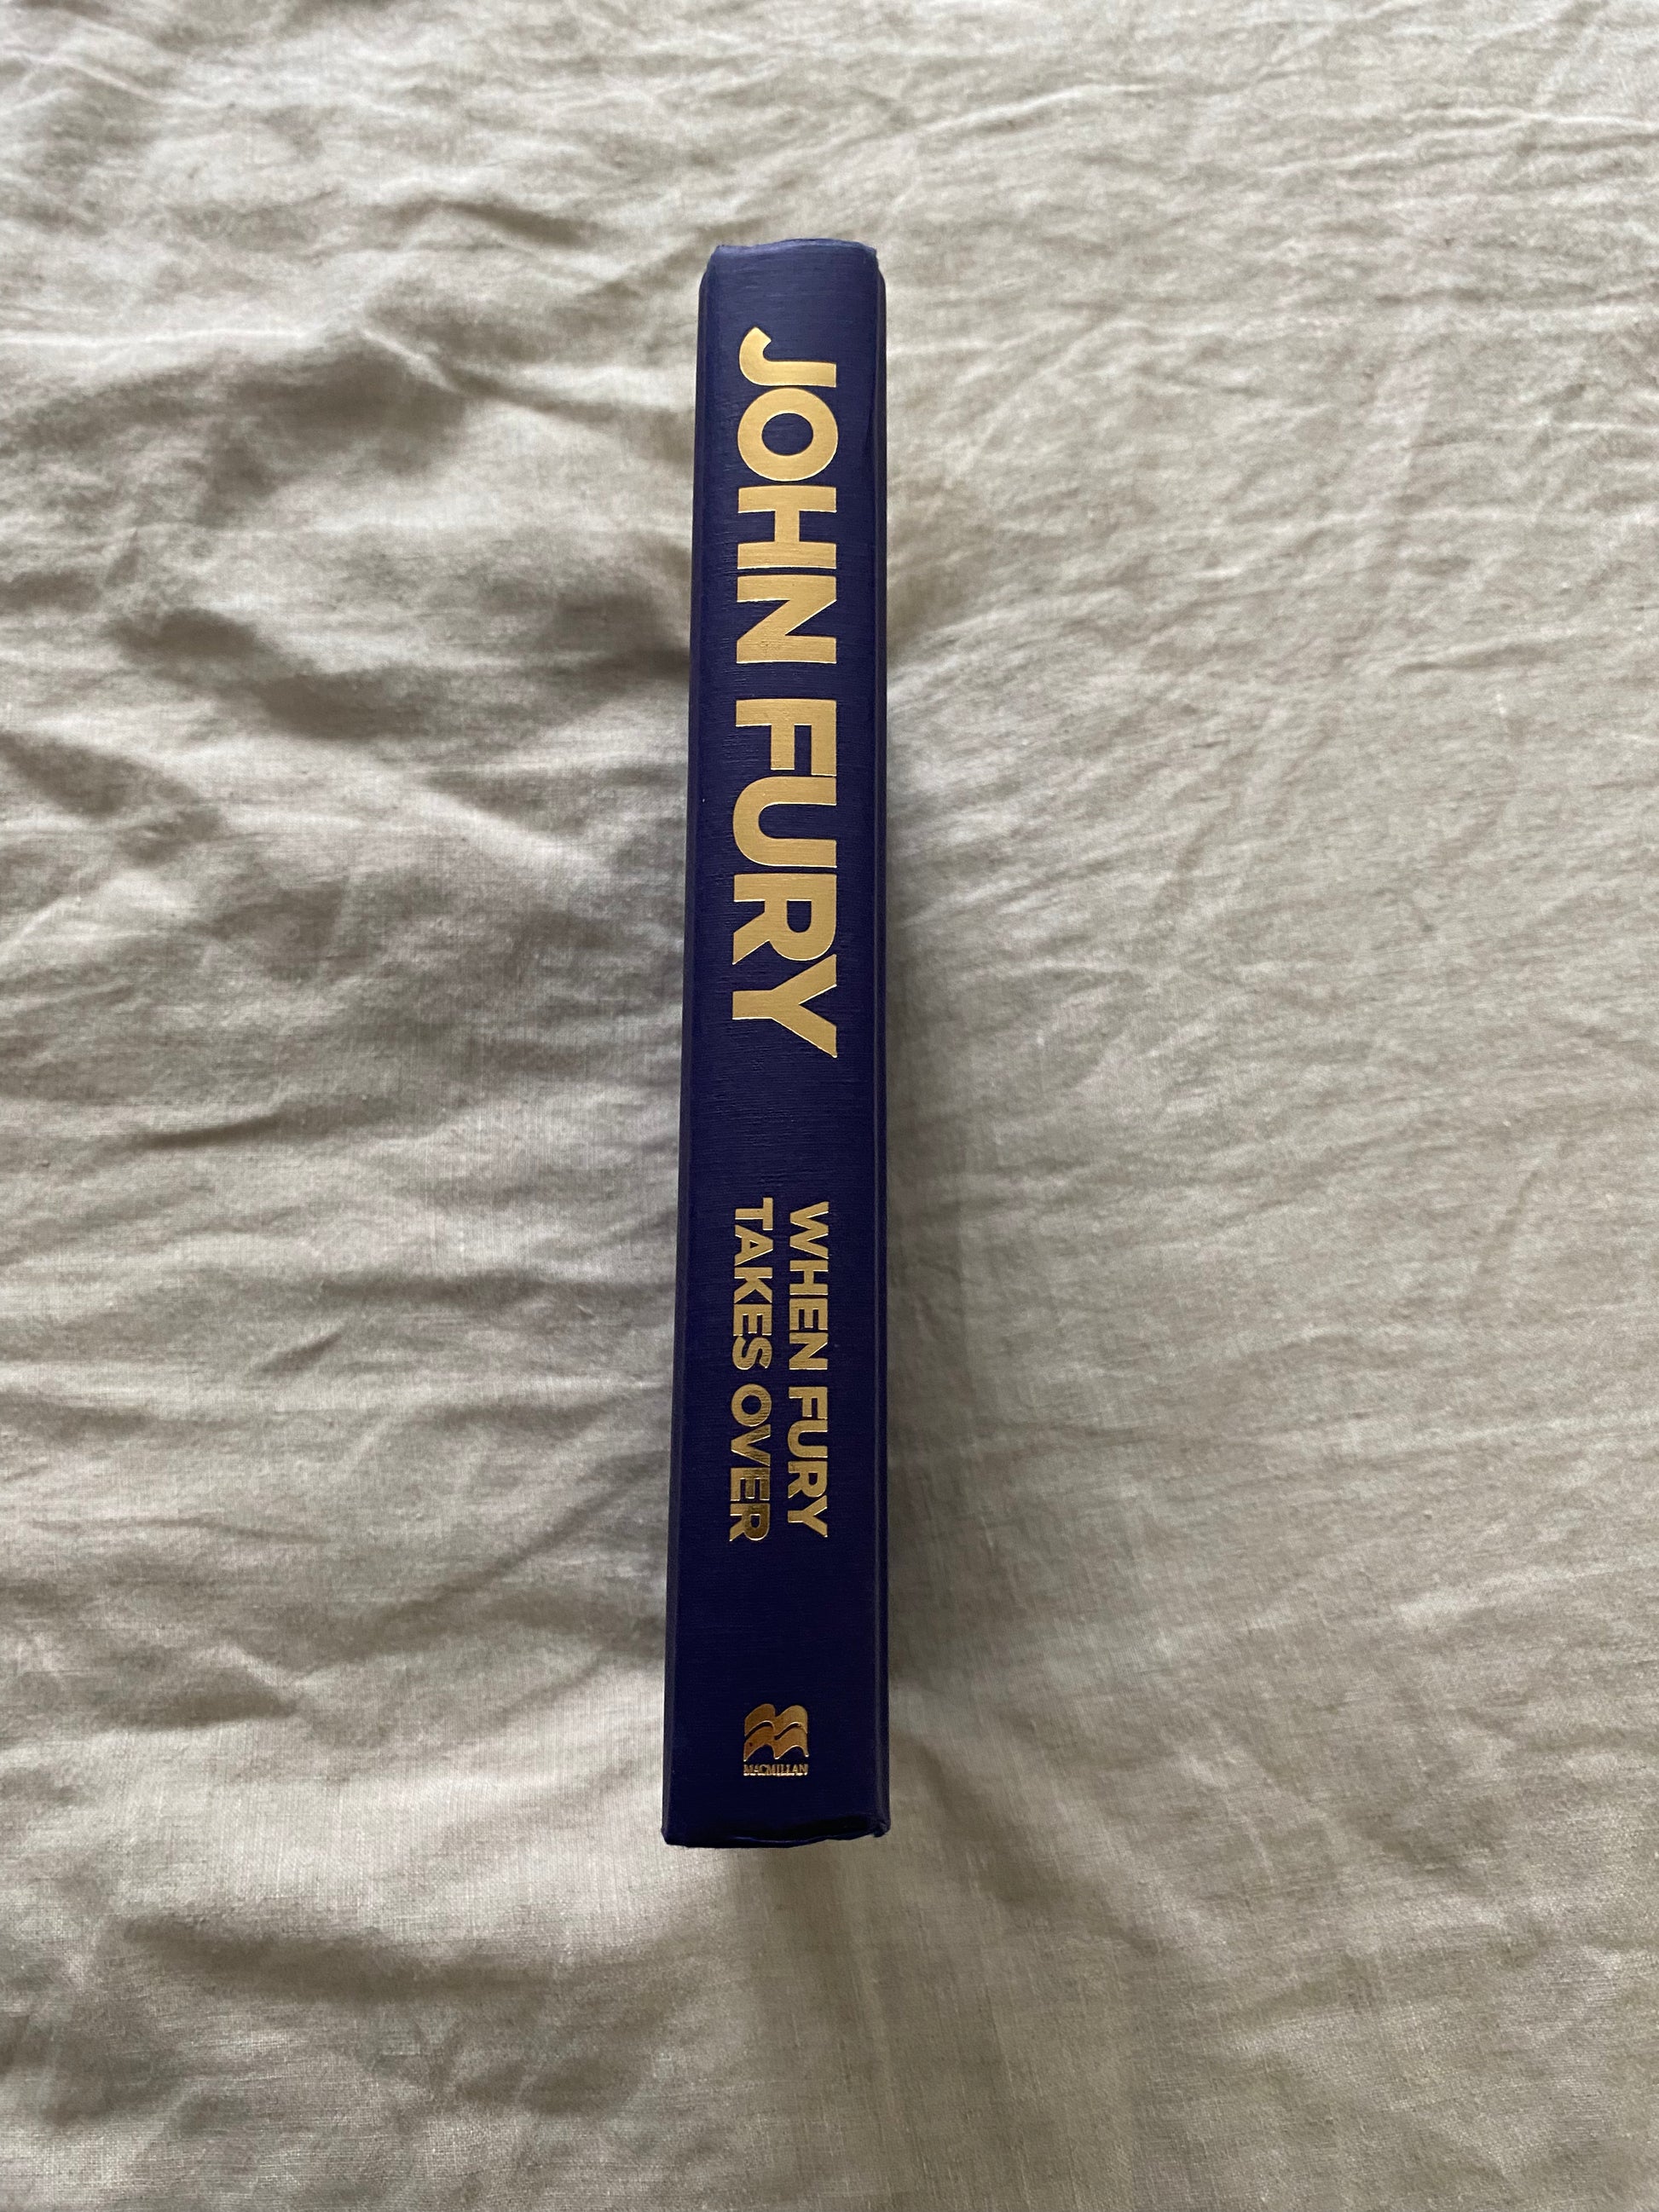 JOHN FURY
WHEN FURY
TAKES OVER
MACMILLAN